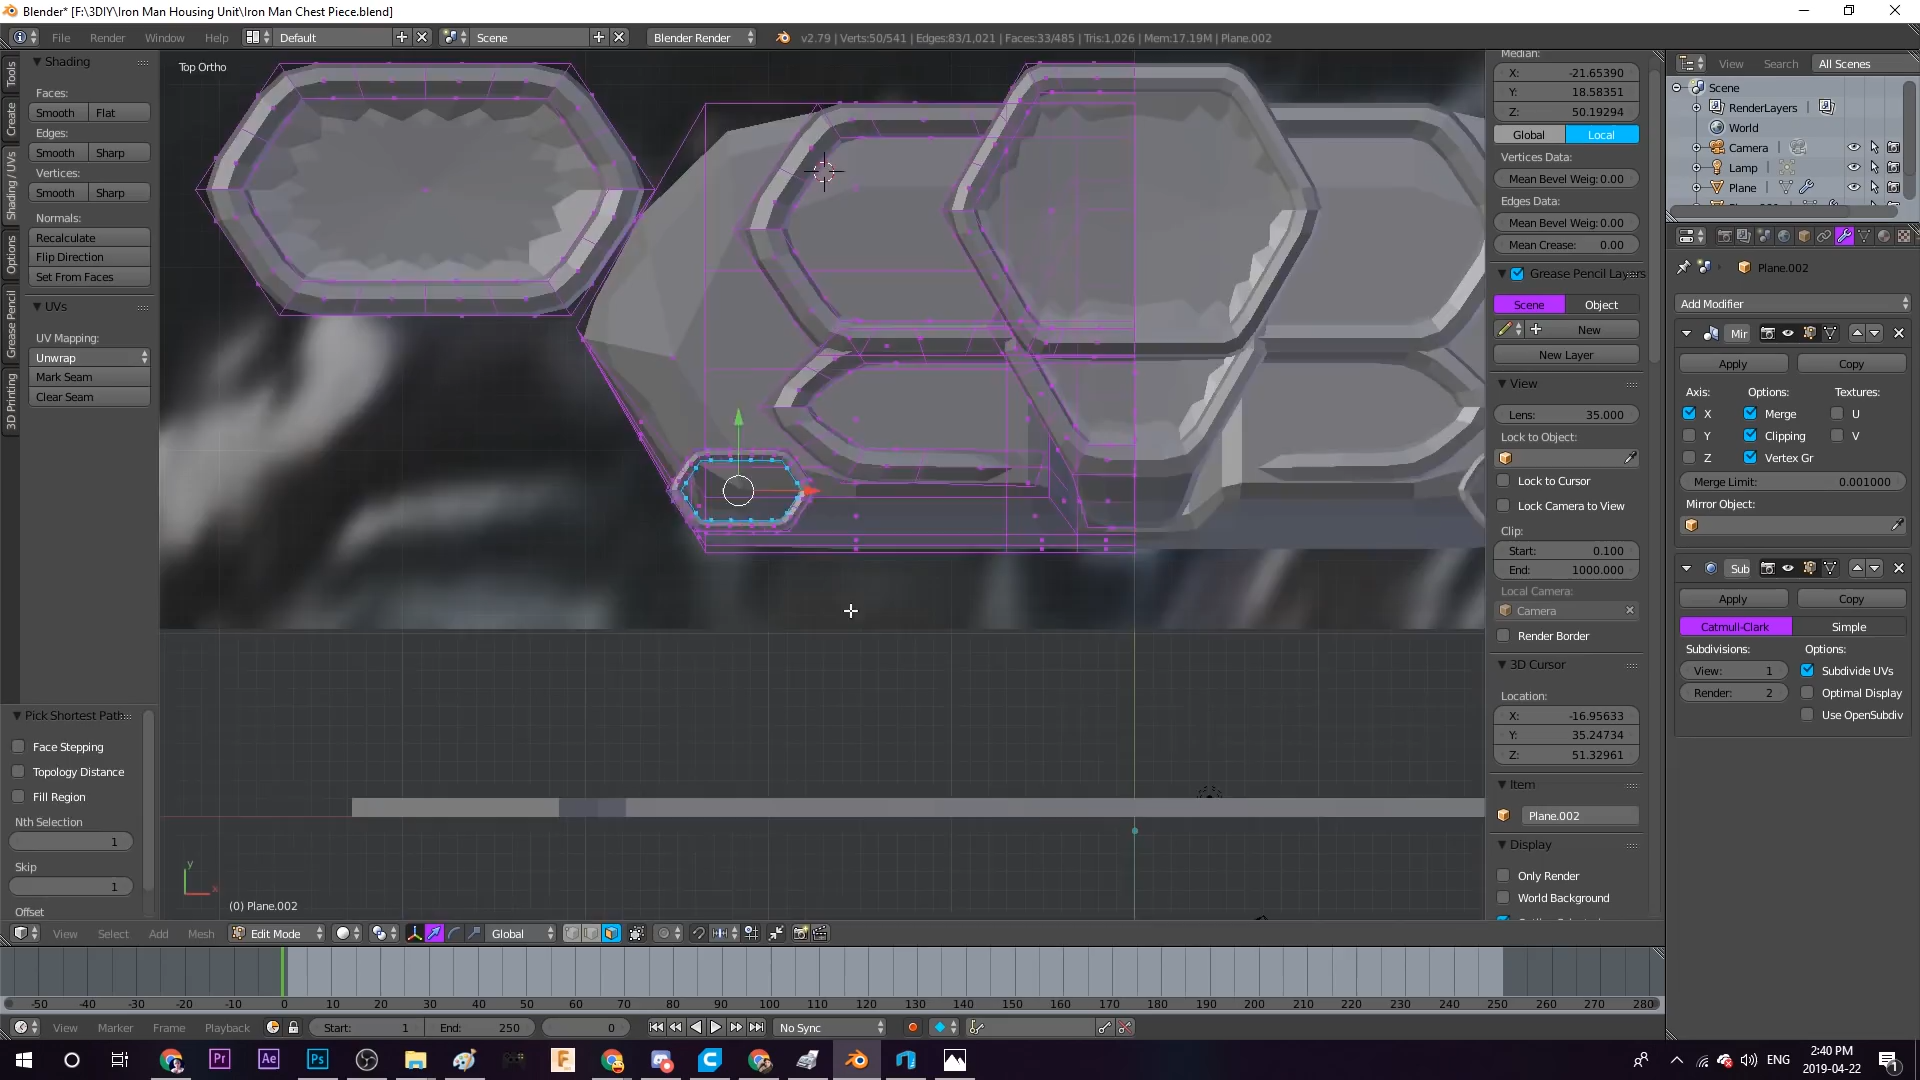 Blender* [F:\3DIY\Iron Man Housing Unit\Iron Man Chest Piece.blend]
File Render Window Help Default Scene Blender Render v2.79 | Verts:50/541 | Edges:83/1,021 | Faces:33/485 | Tris:1,026 | Mem:17.19M | Plane.002
Tools
Create
Shading / UVs
Options
Grease Pencil
3D Printing
Shading
Faces:
Smooth Flat
Edges:
Smooth Sharp
Vertices:
Smooth Sharp
Normals:
Recalculate
Flip Direction
Set From Faces
UVs
UV Mapping:
Unwrap
Mark Seam
Clear Seam
Pick Shortest Path
Face Stepping
Topology Distance
Fill Region
Nth Selection
1
Skip
1
Offset
Top Ortho
y
x
(0) Plane.002
View Select Add Mesh Edit Mode Global
Median:
X: -21.65390
Y: 18.58351
Z: 50.19294
Global Local
Vertices Data:
Mean Bevel Weig: 0.00
Edges Data:
Mean Bevel Weig: 0.00
Mean Crease: 0.00
Grease Pencil Layers
Scene Object
New
New Layer
View
Lens: 35.000
Lock to Object:
Lock to Cursor
Lock Camera to View
Clip:
Start: 0.100
End: 1000.000
Local Camera:
Camera
Render Border
3D Cursor
Location:
X: -16.95633
Y: 35.24734
Z: 51.32961
Item
Plane.002
Display
Only Render
World Background
View Search All Scenes
Scene
RenderLayers
World
Camera
Lamp
Plane
Plane.002
Add Modifier
Mir
Apply Copy
Axis: Options: Textures:
X Merge U
Y Clipping V
Z Vertex Gr
Merge Limit: 0.001000
Mirror Object:
Sub
Apply Copy
Catmull-Clark Simple
Subdivisions: Options:
View: 1 Subdivide UVs
Render: 2 Optimal Display
Use OpenSubdiv
-50 -40 -30 -20 -10 0 10 20 30 40 50 60 70 80 90 100 110 120 130 140 150 160 170 180 190 200 210 220 230 240 250 260 270 280
View Marker Frame Playback Start: 1 End: 250 0 No Sync
Pr Ae Ps ENG 2:40 PM
2019-04-22
1